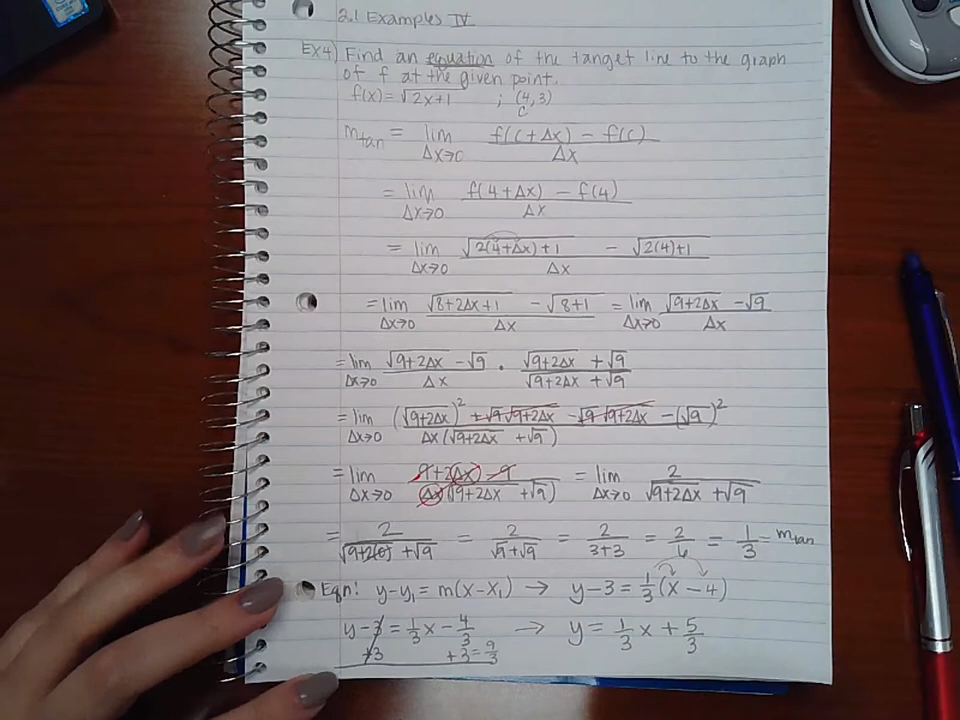 2.1 Examples IV
Ex4) Find an equation of the tanget line to the graph
of f at the given point.
f(x) = √2x+1 ; (4, 3)
c
m_tan = lim Δx→0 f(c+Δx) − f(c) / Δx
= lim Δx→0 f(4+Δx) − f(4) / Δx
= lim Δx→0 √2(4+Δx)+1 − √2(4)+1 / Δx
= lim Δx→0 √8+2Δx+1 − √8+1 / Δx = lim Δx→0 √9+2Δx − √9 / Δx
= lim Δx→0 √9+2Δx − √9 / Δx · √9+2Δx + √9 / √9+2Δx + √9
= lim Δx→0 (√9+2Δx)² + √9 √9+2Δx − √9 √9+2Δx − (√9)² / Δx(√9+2Δx + √9)
= lim Δx→0 9+2(Δx) − 9 / Δx(√9+2Δx + √9) = lim Δx→0 2 / √9+2Δx + √9
= 2 / √9+2(0) + √9 = 2 / √9+√9 = 2 / 3+3 = 2/6 = 1/3 = m_tan
Eqn: y−y₁ = m(x−x₁) → y−3 = 1/3(x−4)
y−3 = 1/3x − 4/3 → y = 1/3x + 5/3
+3 +3 = 9/3